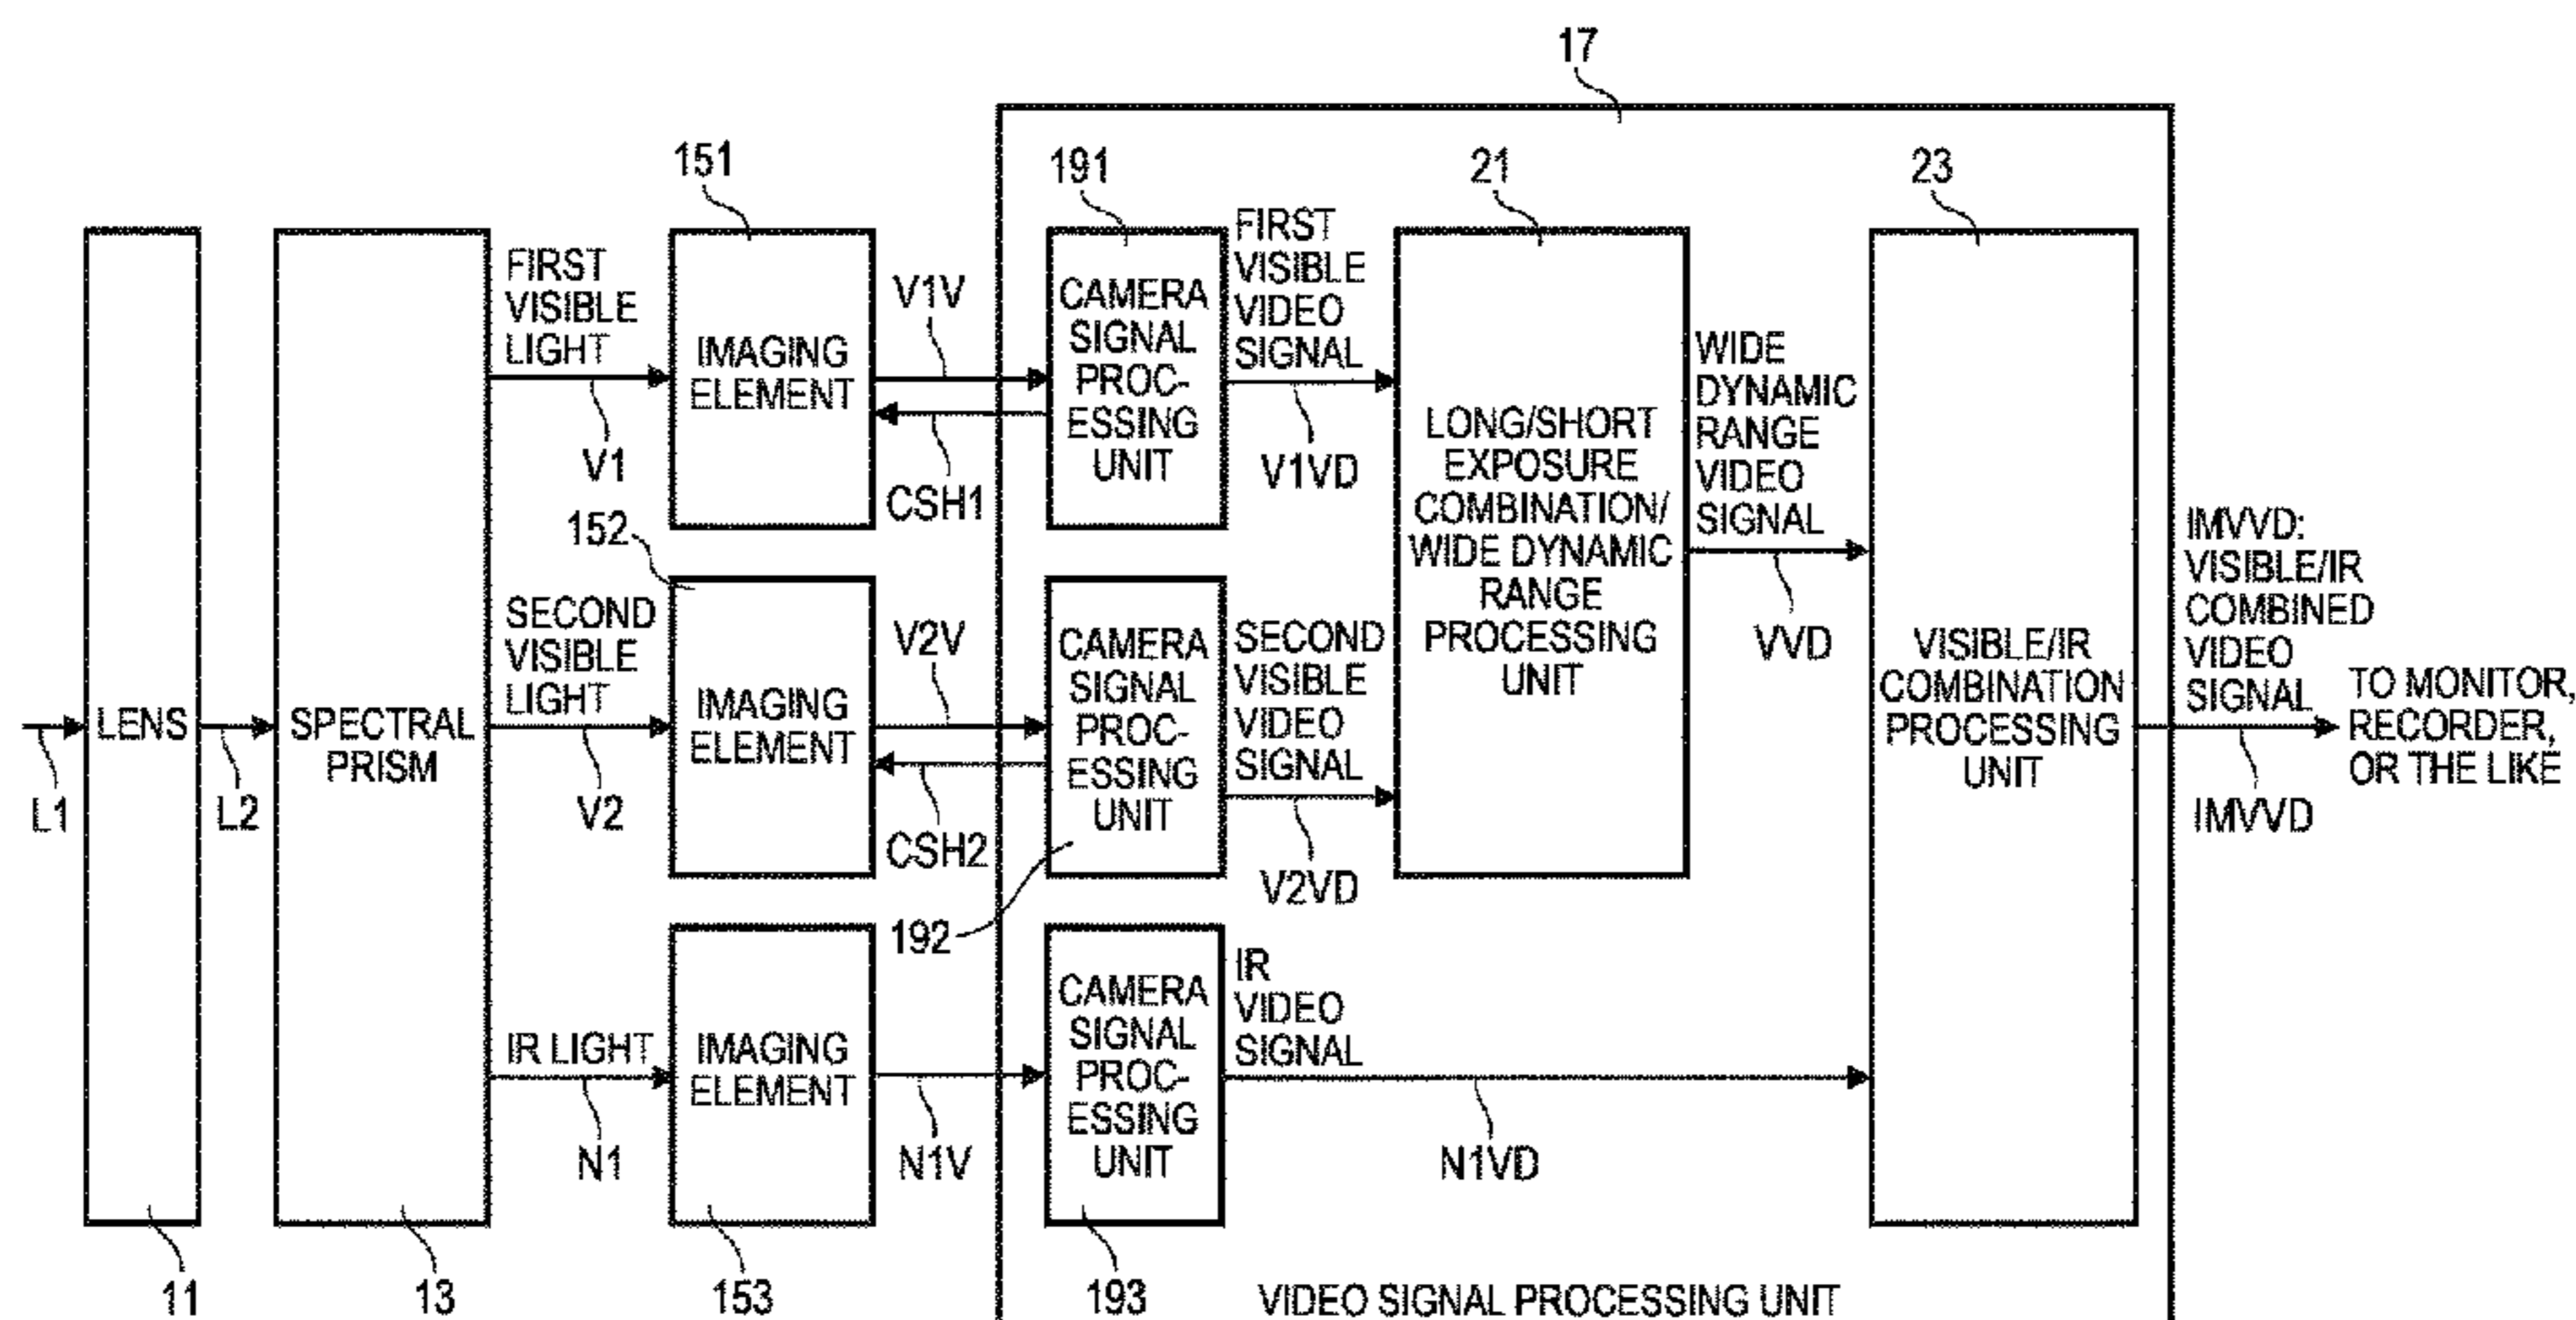 17
151
191
21
23
FIRST
VISIBLE
LIGHT
V1
IMAGING
ELEMENT
V1V
CSH1
CAMERA
SIGNAL
PROC-
ESSING
UNIT
FIRST
VISIBLE
VIDEO
SIGNAL
V1VD
LONG/SHORT
EXPOSURE
COMBINATION/
WIDE DYNAMIC
RANGE
PROCESSING
UNIT
WIDE
DYNAMIC
RANGE
VIDEO
SIGNAL
VVD
152
L1
LENS
L2
SPECTRAL
PRISM
SECOND
VISIBLE
LIGHT
V2
IMAGING
ELEMENT
V2V
CSH2
CAMERA
SIGNAL
PROC-
ESSING
UNIT
192
SECOND
VISIBLE
VIDEO
SIGNAL
V2VD
VISIBLE/IR
COMBINATION
PROCESSING
UNIT
IMVVD:
VISIBLE/IR
COMBINED
VIDEO
SIGNAL
IMVVD
TO MONITOR,
RECORDER,
OR THE LIKE
IR LIGHT
N1
IMAGING
ELEMENT
N1V
CAMERA
SIGNAL
PROC-
ESSING
UNIT
IR
VIDEO
SIGNAL
N1VD
11
13
153
193
VIDEO SIGNAL PROCESSING UNIT